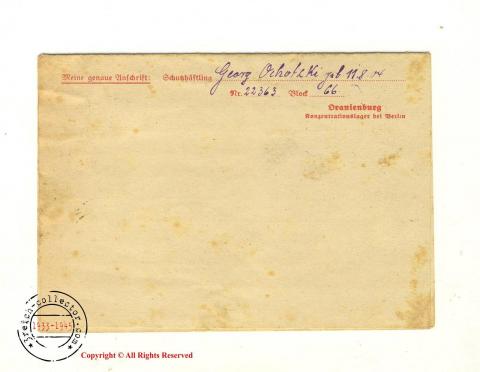 Meine genaue Anschrift: Schutzhäftling Georg Ochotzki geb 11.8.14
Nr. 22363 Block 66
Oranienburg
Konzentrationslager bei Berlin
3reich-collector.com
1933-1945
Copyright © All Rights Reserved